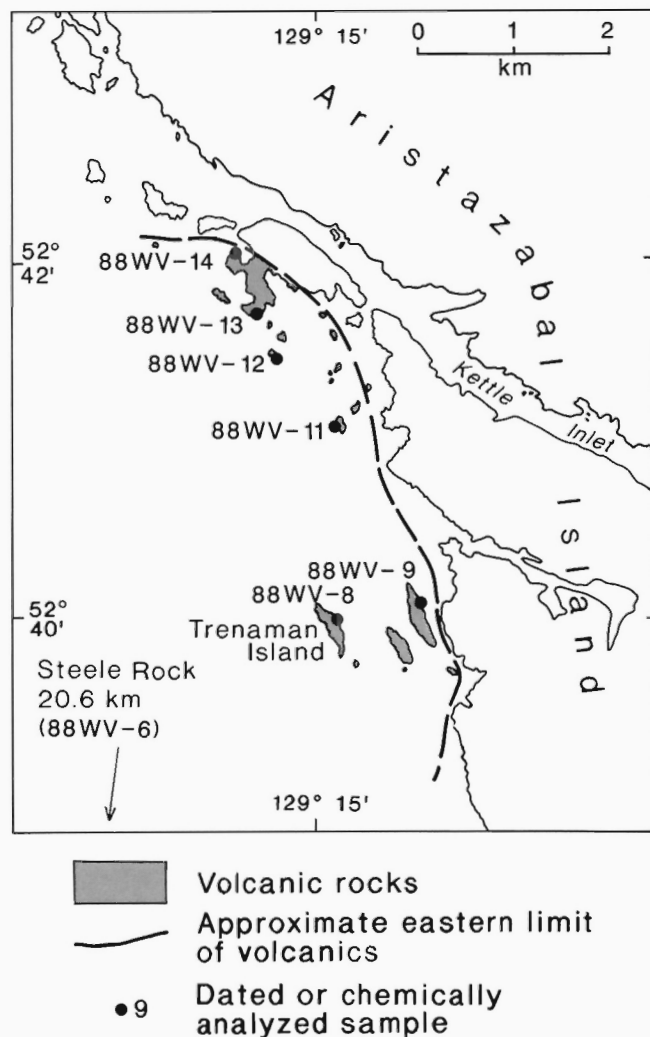 129° 15'
0 1 2
km
Aristazabal
52°
42'
88WV-14
88WV-13
88WV-12
88WV-11
Kettle
Inlet
Island
88WV-9
88WV-8
52°
40'
Trenaman
Island
Steele Rock
20.6 km
(88WV-6)
129° 15'
Volcanic rocks
Approximate eastern limit
of volcanics
9 Dated or chemically
analyzed sample